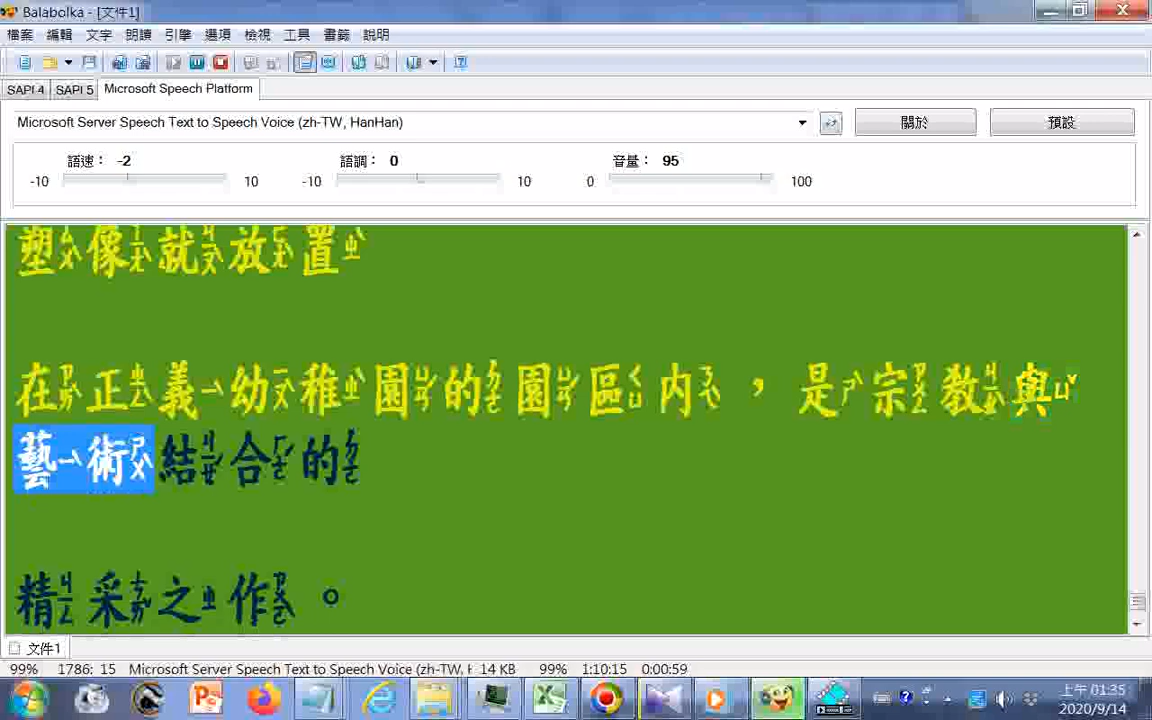 Balabolka - [文件1]
檔案 編輯 文字 朗讀 引擎 選項 檢視 工具 書籤 說明
SAPI 4 SAPI 5 Microsoft Speech Platform
Microsoft Server Speech Text to Speech Voice (zh-TW, HanHan) 關於 預設
語速: -2 語調: 0 音量: 95
-10 10 -10 10 0 100
塑像就放置
在正義幼稚園的園區內,是宗教與
藝術結合的
精采之作。
文件1
99% 1786: 15 Microsoft Server Speech Text to Speech Voice (zh-TW, H 14 KB 99% 1:10:15 0:00:59
上午 01:35
2020/9/14